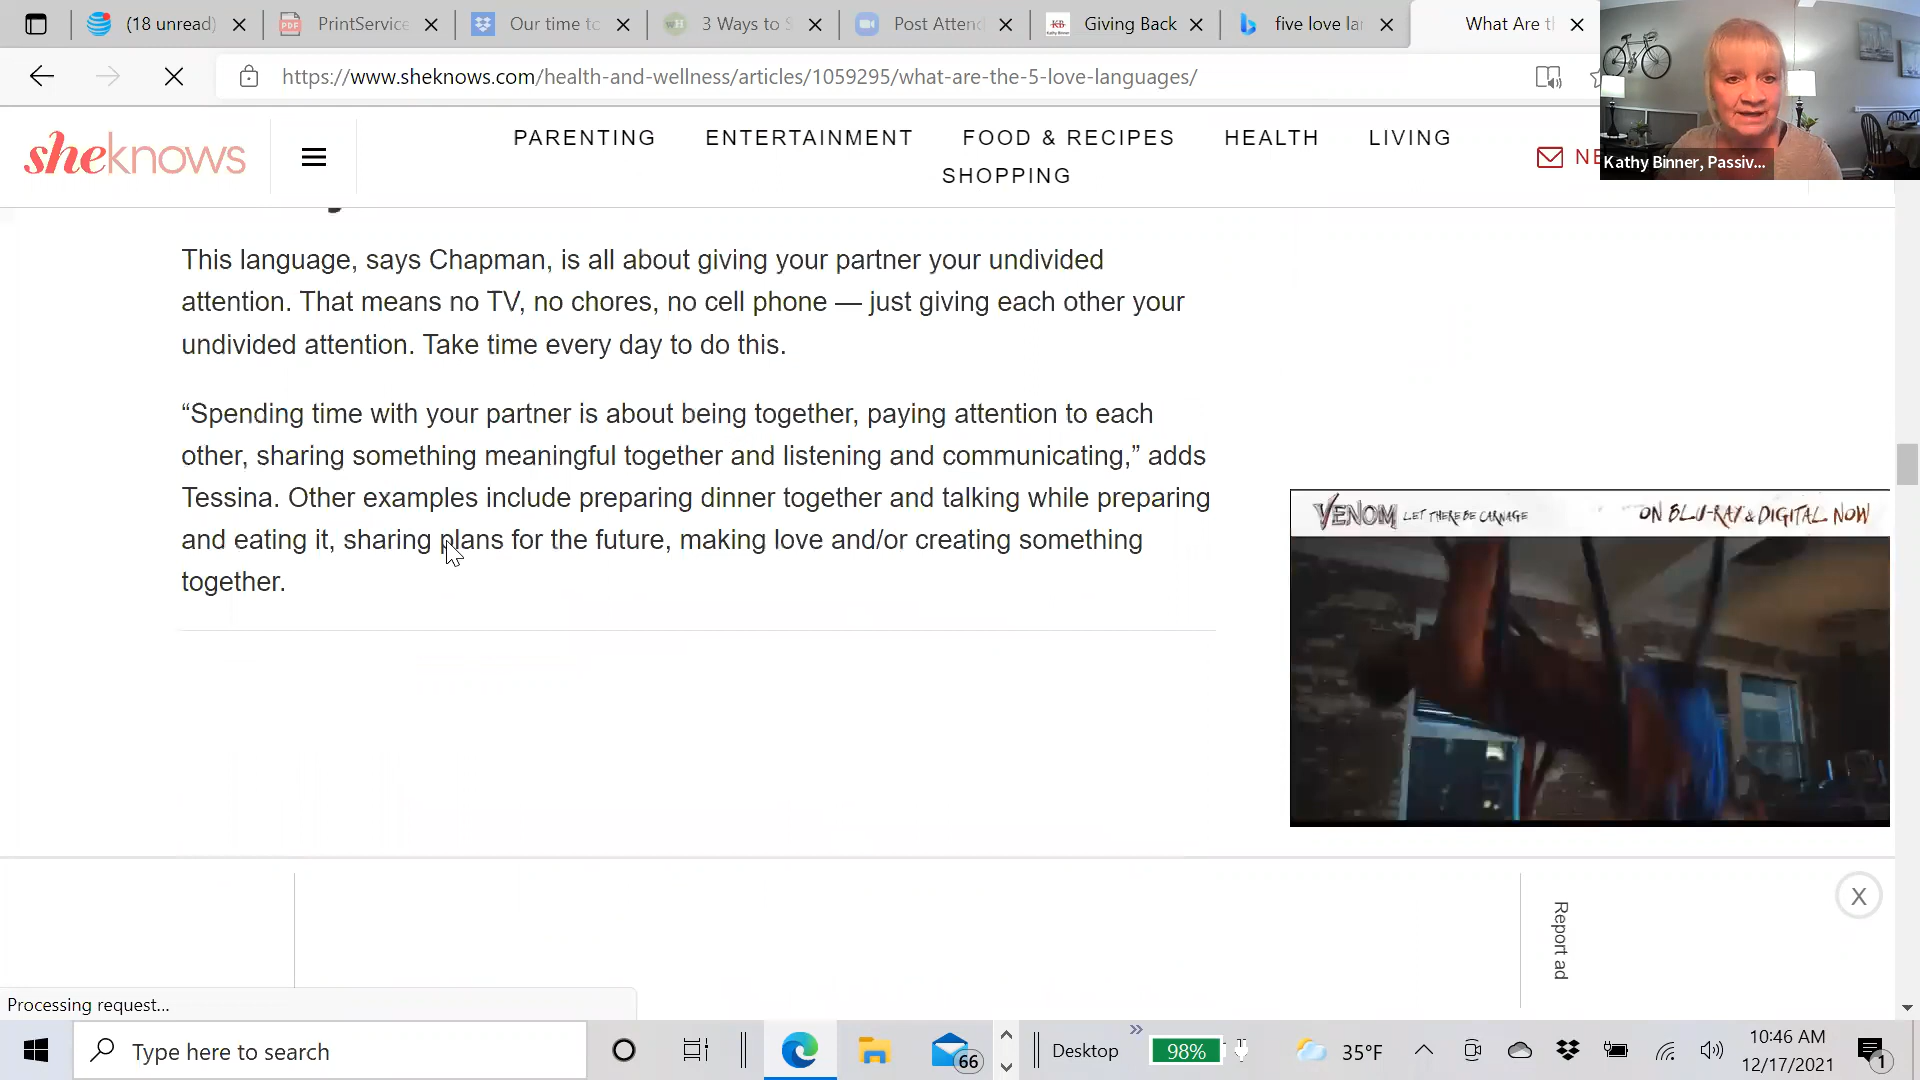 (18 unread)
PrintService
Our time to
3 Ways to S
Post Attend
Giving Back
five love la
What Are t
https://www.sheknows.com/health-and-wellness/articles/1059295/what-are-the-5-love-languages/
sheknows
PARENTING ENTERTAINMENT FOOD & RECIPES HEALTH LIVING
SHOPPING
NE
Kathy Binner, Passiv...
This language, says Chapman, is all about giving your partner your undivided
attention. That means no TV, no chores, no cell phone — just giving each other your
undivided attention. Take time every day to do this.
“Spending time with your partner is about being together, paying attention to each
other, sharing something meaningful together and listening and communicating,” adds
Tessina. Other examples include preparing dinner together and talking while preparing
and eating it, sharing plans for the future, making love and/or creating something
together.
VENOM LET THERE BE CARNAGE ON BLU-RAY & DIGITAL NOW
X
Report ad
Processing request...
Type here to search
66
Desktop
98%
35°F
10:46 AM
12/17/2021
1